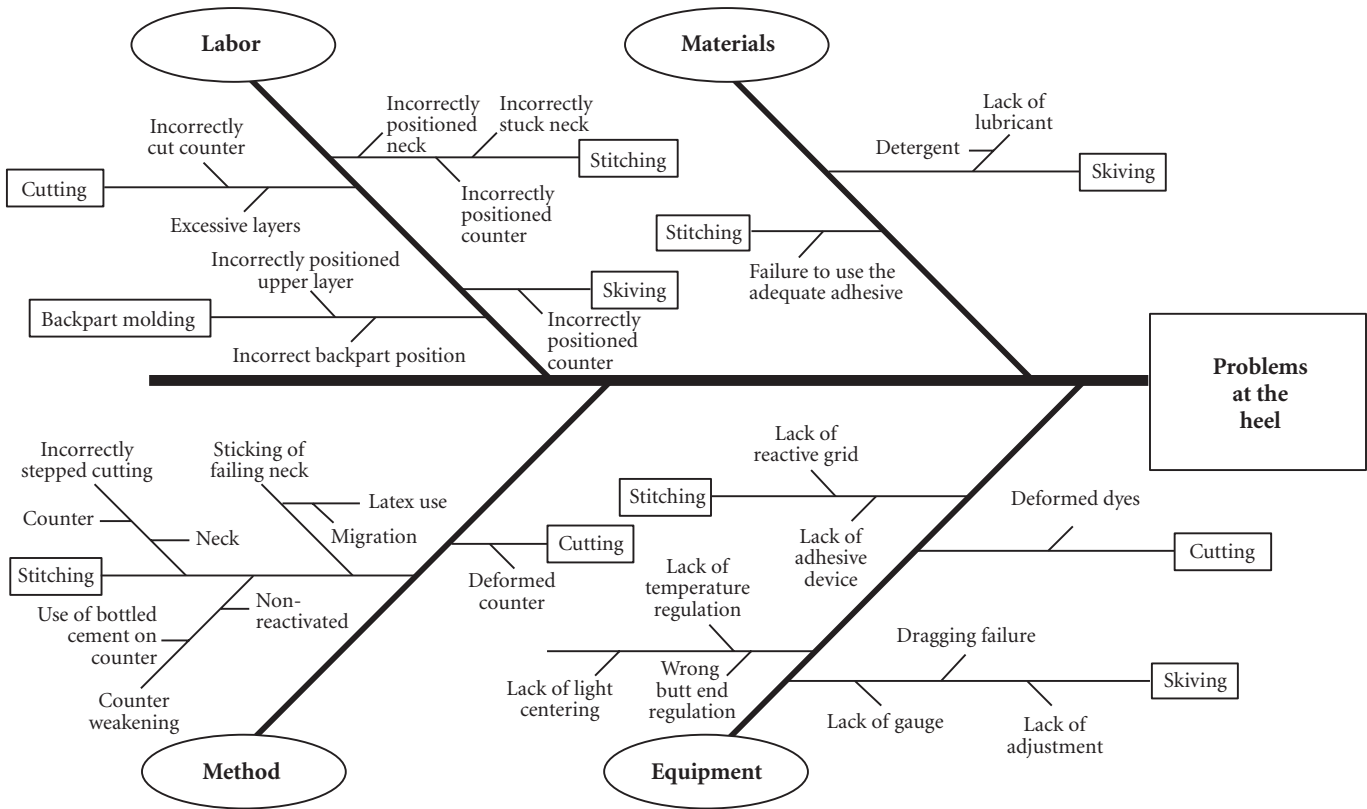 Labor
Materials
Incorrectly
cut counter
Incorrectly
positioned
neck
Incorrectly
stuck neck
Stitching
Cutting
Excessive layers
Incorrectly
positioned
counter
Incorrectly positioned
upper layer
Backpart molding
Incorrect backpart position
Skiving
Incorrectly
positioned
counter
Lack of
lubricant
Detergent
Skiving
Stitching
Failure to use the
adequate adhesive
Problems
at the
heel
Incorrectly
stepped cutting
Counter
Neck
Sticking of
failing neck
Latex use
Migration
Stitching
Use of bottled
cement on
counter
Non-
reactivated
Counter
weakening
Cutting
Deformed
counter
Method
Lack of
reactive grid
Stitching
Lack of
adhesive
device
Deformed dyes
Cutting
Lack of
temperature
regulation
Lack of light
centering
Wrong
butt end
regulation
Dragging failure
Skiving
Lack of gauge
Lack of
adjustment
Equipment